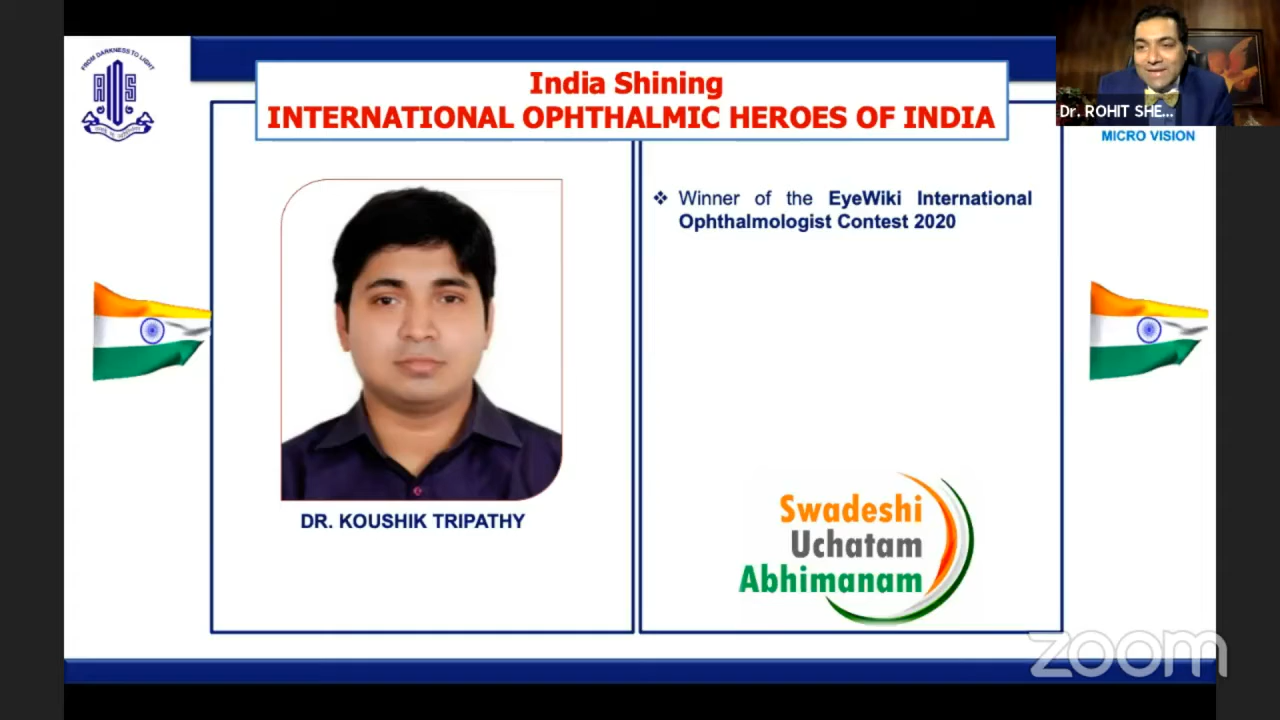 FROM DARKNESS TO LIGHT
AIOS
India Shining
INTERNATIONAL OPHTHALMIC HEROES OF INDIA
Dr. ROHIT SHE...
MICRO VISION
❖ Winner of the EyeWiki International
Ophthalmologist Contest 2020
DR. KOUSHIK TRIPATHY
Swadeshi
Uchatam
Abhimanam
zoom